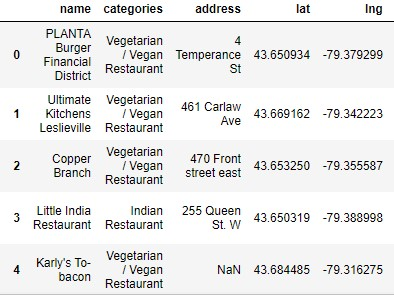 name categories address lat lng
0 PLANTA Burger Financial District Vegetarian / Vegan Restaurant 4 Temperance St 43.650934 -79.379299
1 Ultimate Kitchens Leslieville Vegetarian / Vegan Restaurant 461 Carlaw Ave 43.669162 -79.342223
2 Copper Branch Vegetarian / Vegan Restaurant 470 Front street east 43.653250 -79.355587
3 Little India Restaurant Indian Restaurant 255 Queen St. W 43.650319 -79.388998
4 Karly's To-bacon Vegetarian / Vegan Restaurant NaN 43.684485 -79.316275